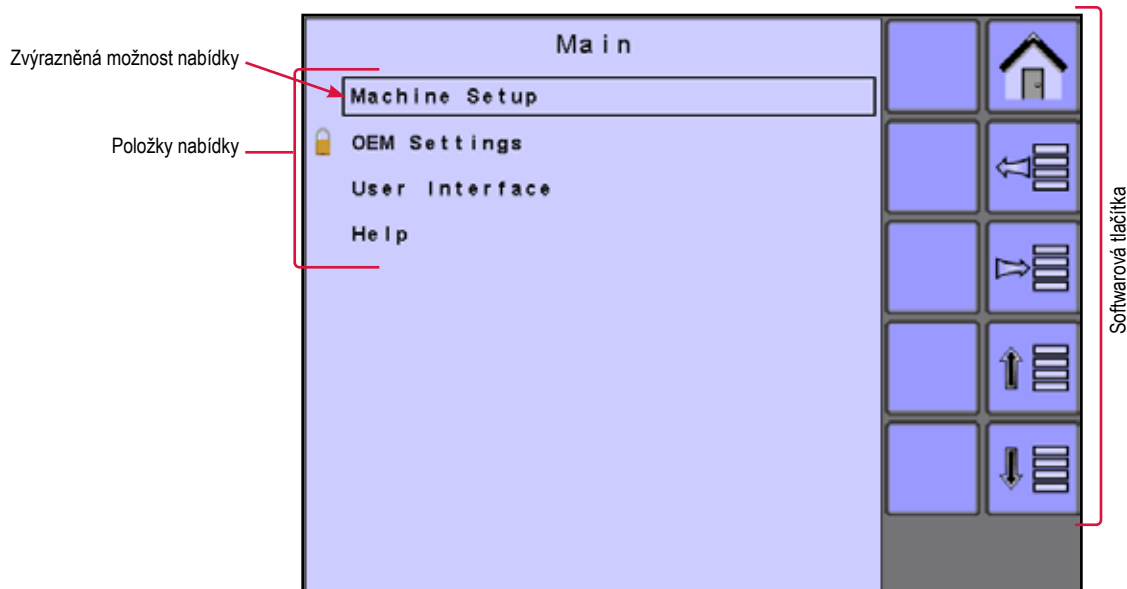 Main
Zvýrazněná možnost nabídky
Machine Setup
Položky nabídky
OEM Settings
User Interface
Help
Softwarová tlačítka